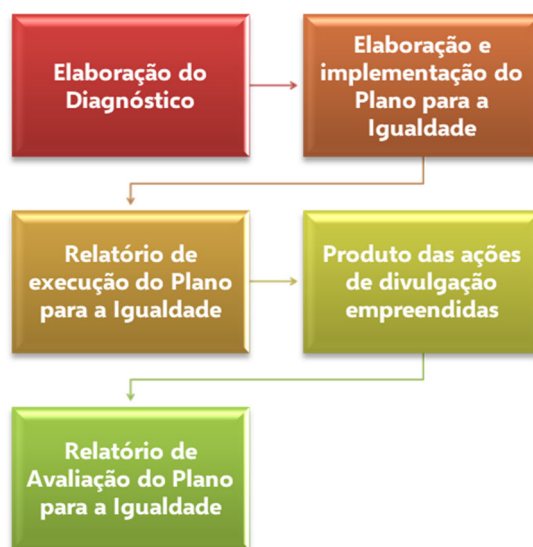 Elaboração do
Diagnóstico
Elaboração e
implementação do
Plano para a
Igualdade
Relatório de
execução do Plano
para a Igualdade
Produto das ações
de divulgação
empreendidas
Relatório de
Avaliação do Plano
para a Igualdade